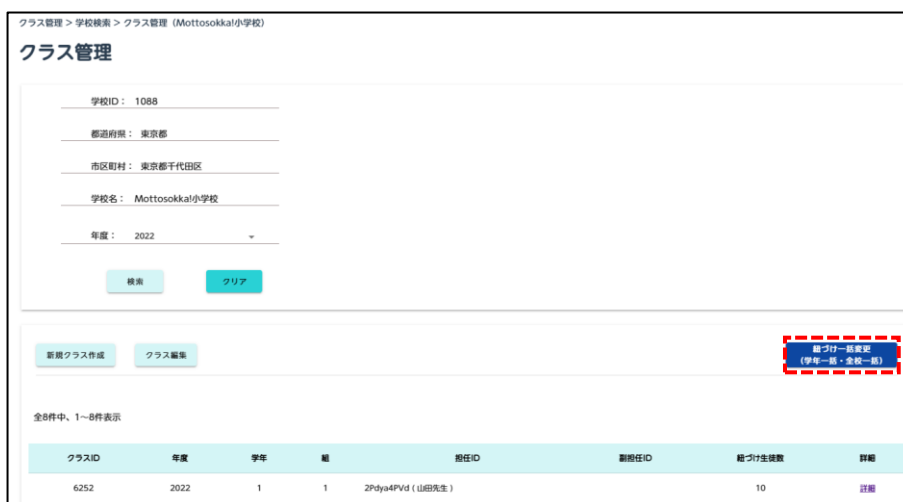 クラス管理 > 学校検索 > クラス管理（Mottosokka!小学校）
クラス管理
学校ID： 1088
都道府県： 東京都
市区町村： 東京都千代田区
学校名： Mottosokka!小学校
年度： 2022
検索 クリア
新規クラス作成 クラス編集 紐づけ一括変更
（学年一括・全校一括）
全8件中、1〜8件表示
クラスID 年度 学年 組 担任ID 副担任ID 紐づけ生徒数 詳細
6252 2022 1 1 2Pdya4PVd（山田先生） 10 詳細